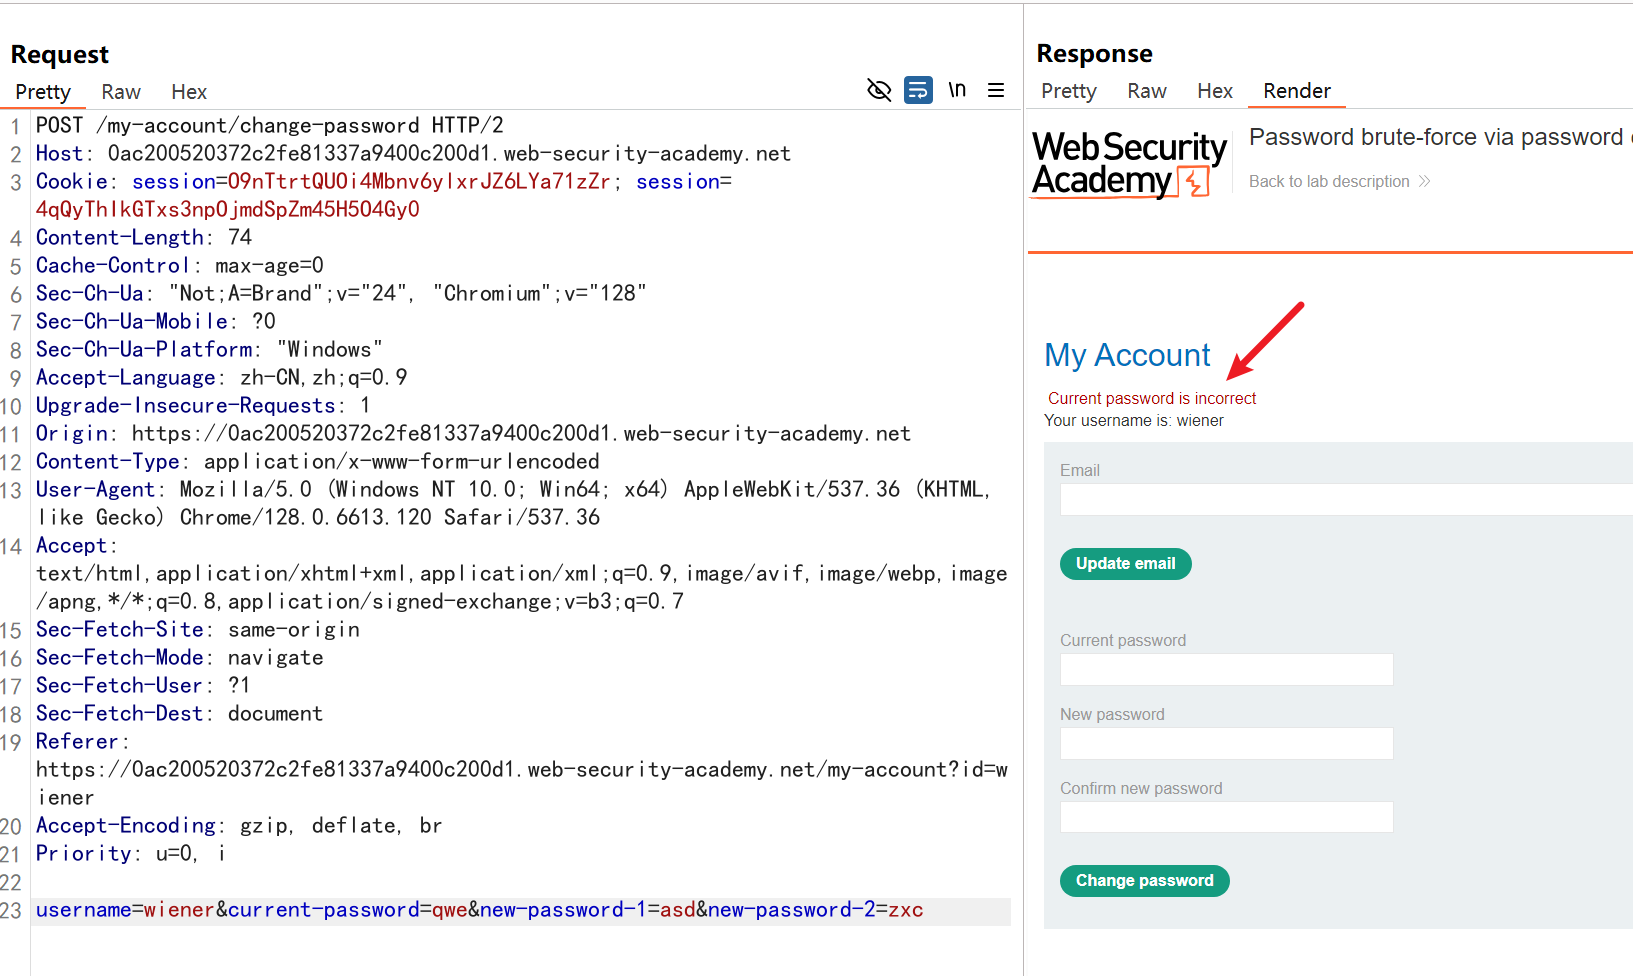 Request
Pretty Raw Hex
\n
1 POST /my-account/change-password HTTP/2
2 Host: 0ac200520372c2fe81337a9400c200d1.web-security-academy.net
3 Cookie: session=O9nTtrtQUOi4Mbnv6ylxrJZ6LYa71zZr; session=
4qQyThIkGTxs3npOjmdSpZm45H5O4GyO
4 Content-Length: 74
5 Cache-Control: max-age=0
6 Sec-Ch-Ua: "Not;A=Brand";v="24", "Chromium";v="128"
7 Sec-Ch-Ua-Mobile: ?0
8 Sec-Ch-Ua-Platform: "Windows"
9 Accept-Language: zh-CN,zh;q=0.9
10 Upgrade-Insecure-Requests: 1
11 Origin: https://0ac200520372c2fe81337a9400c200d1.web-security-academy.net
12 Content-Type: application/x-www-form-urlencoded
13 User-Agent: Mozilla/5.0 (Windows NT 10.0; Win64; x64) AppleWebKit/537.36 (KHTML,
like Gecko) Chrome/128.0.6613.120 Safari/537.36
14 Accept:
text/html,application/xhtml+xml,application/xml;q=0.9,image/avif,image/webp,image
/apng,*/*;q=0.8,application/signed-exchange;v=b3;q=0.7
15 Sec-Fetch-Site: same-origin
16 Sec-Fetch-Mode: navigate
17 Sec-Fetch-User: ?1
18 Sec-Fetch-Dest: document
19 Referer:
https://0ac200520372c2fe81337a9400c200d1.web-security-academy.net/my-account?id=w
iener
20 Accept-Encoding: gzip, deflate, br
21 Priority: u=0, i
22
23 username=wiener&current-password=qwe&new-password-1=asd&new-password-2=zxc
Response
Pretty Raw Hex Render
Web Security
Academy
Password brute-force via password
Back to lab description
My Account
Current password is incorrect
Your username is: wiener
Email
Update email
Current password
New password
Confirm new password
Change password